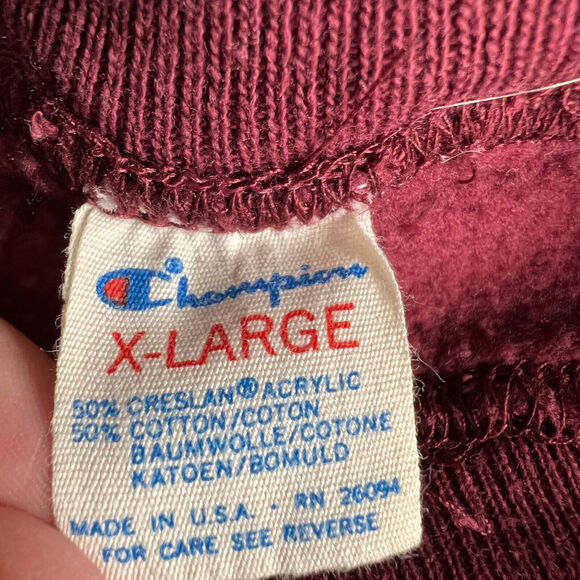 Champion
X-LARGE
50% CRESLAN® ACRYLIC
50% COTTON/COTON
BAUMWOLLE/COTONE
KATOEN/BOMULD
MADE IN U.S.A. • RN 26094
FOR CARE SEE REVERSE